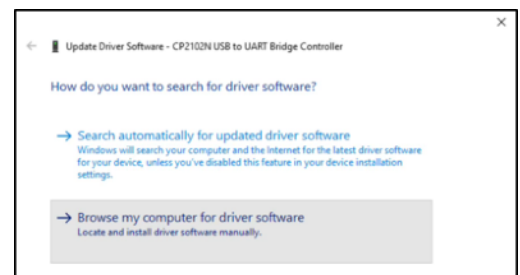 Update Driver Software - CP2102N USB to UART Bridge Controller
How do you want to search for driver software?
→ Search automatically for updated driver software
Windows will search your computer and the Internet for the latest driver software
for your device, unless you've disabled this feature in your device installation
settings.
→ Browse my computer for driver software
Locate and install driver software manually.